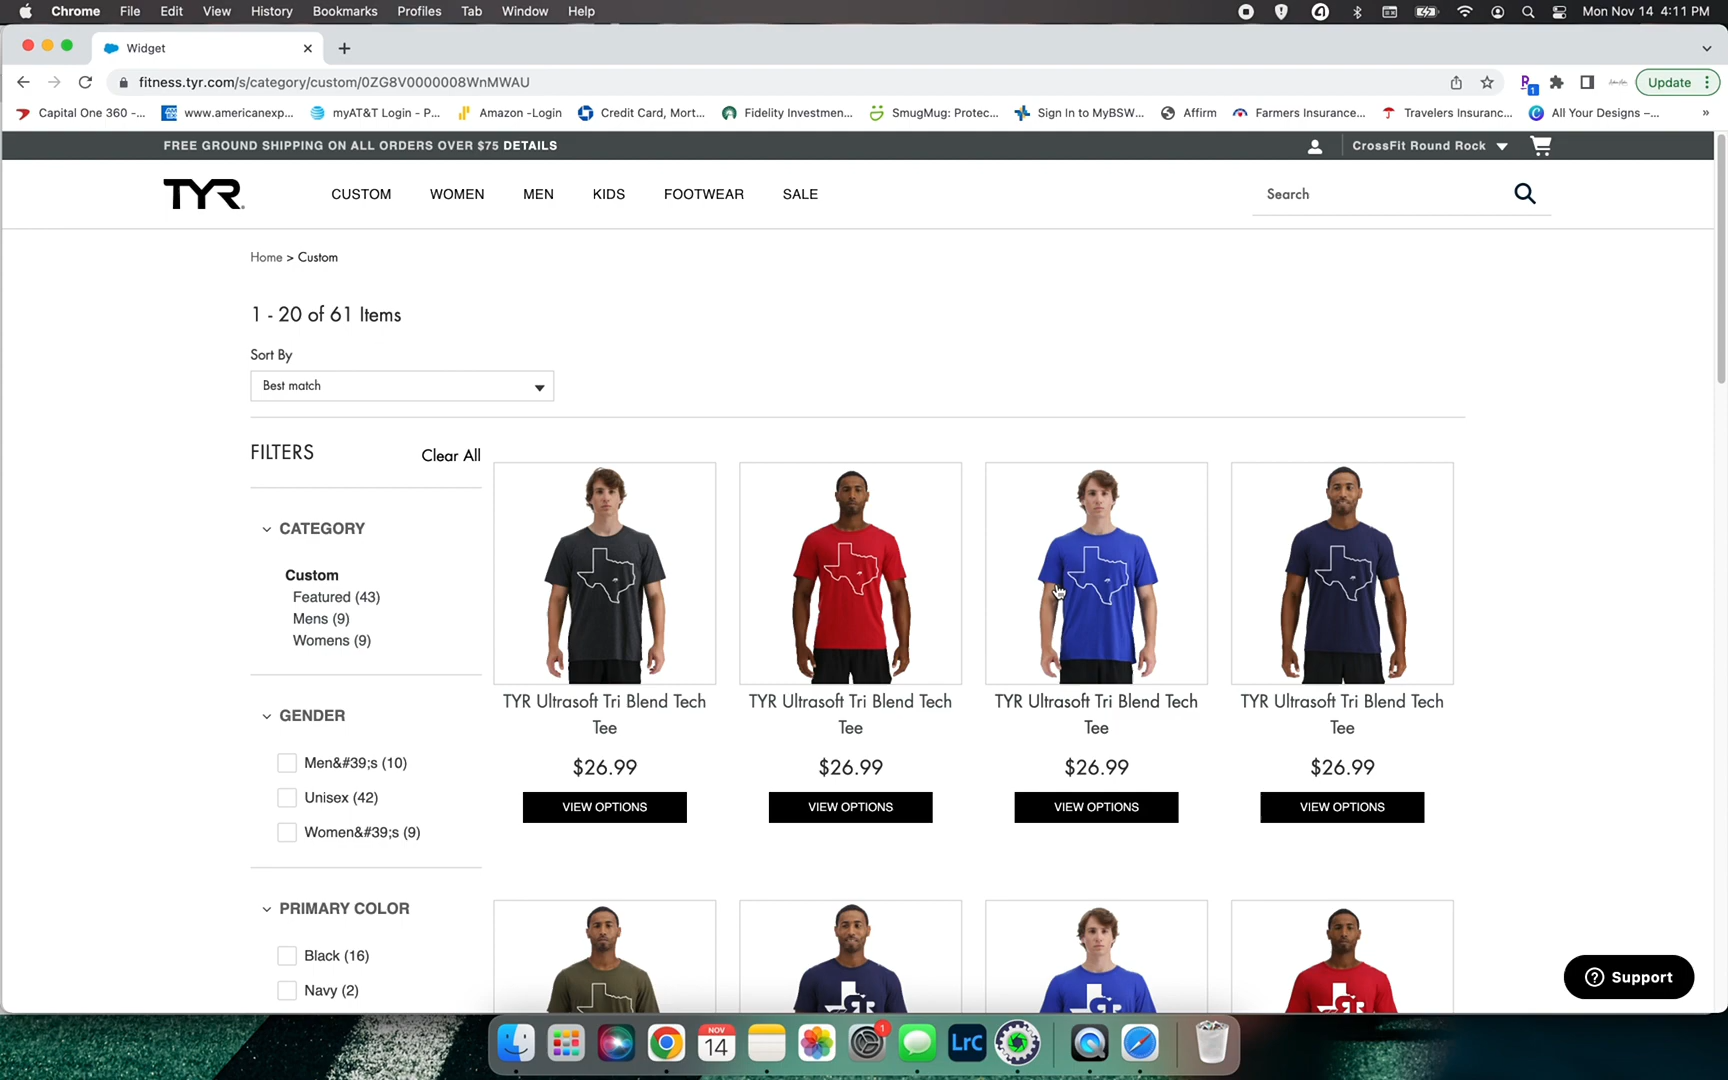 Chrome File Edit View History Bookmarks Profiles Tab Window Help Mon Nov 14 4:11 PM
Widget
fitness.tyr.com/s/category/custom/0ZG8V0000008WnMWAU Update
Capital One 360 -... www.americanexp... myAT&T Login - P... Amazon -Login Credit Card, Mort... Fidelity Investmen... SmugMug: Protec... Sign In to MyBSW... Affirm Farmers Insurance... Travelers Insuranc... All Your Designs –... »
FREE GROUND SHIPPING ON ALL ORDERS OVER $75 DETAILS CrossFit Round Rock
TYR CUSTOM WOMEN MEN KIDS FOOTWEAR SALE Search
Home > Custom
1 - 20 of 61 Items
Sort By
Best match
FILTERS Clear All
CATEGORY
Custom
Featured (43)
Mens (9)
Womens (9)
GENDER
Men&#39;s (10)
Unisex (42)
Women&#39;s (9)
PRIMARY COLOR
Black (16)
Navy (2)
TYR Ultrasoft Tri Blend Tech
Tee
$26.99
VIEW OPTIONS
TYR Ultrasoft Tri Blend Tech
Tee
$26.99
VIEW OPTIONS
TYR Ultrasoft Tri Blend Tech
Tee
$26.99
VIEW OPTIONS
TYR Ultrasoft Tri Blend Tech
Tee
$26.99
VIEW OPTIONS
Support
NOV
14
1
LrC